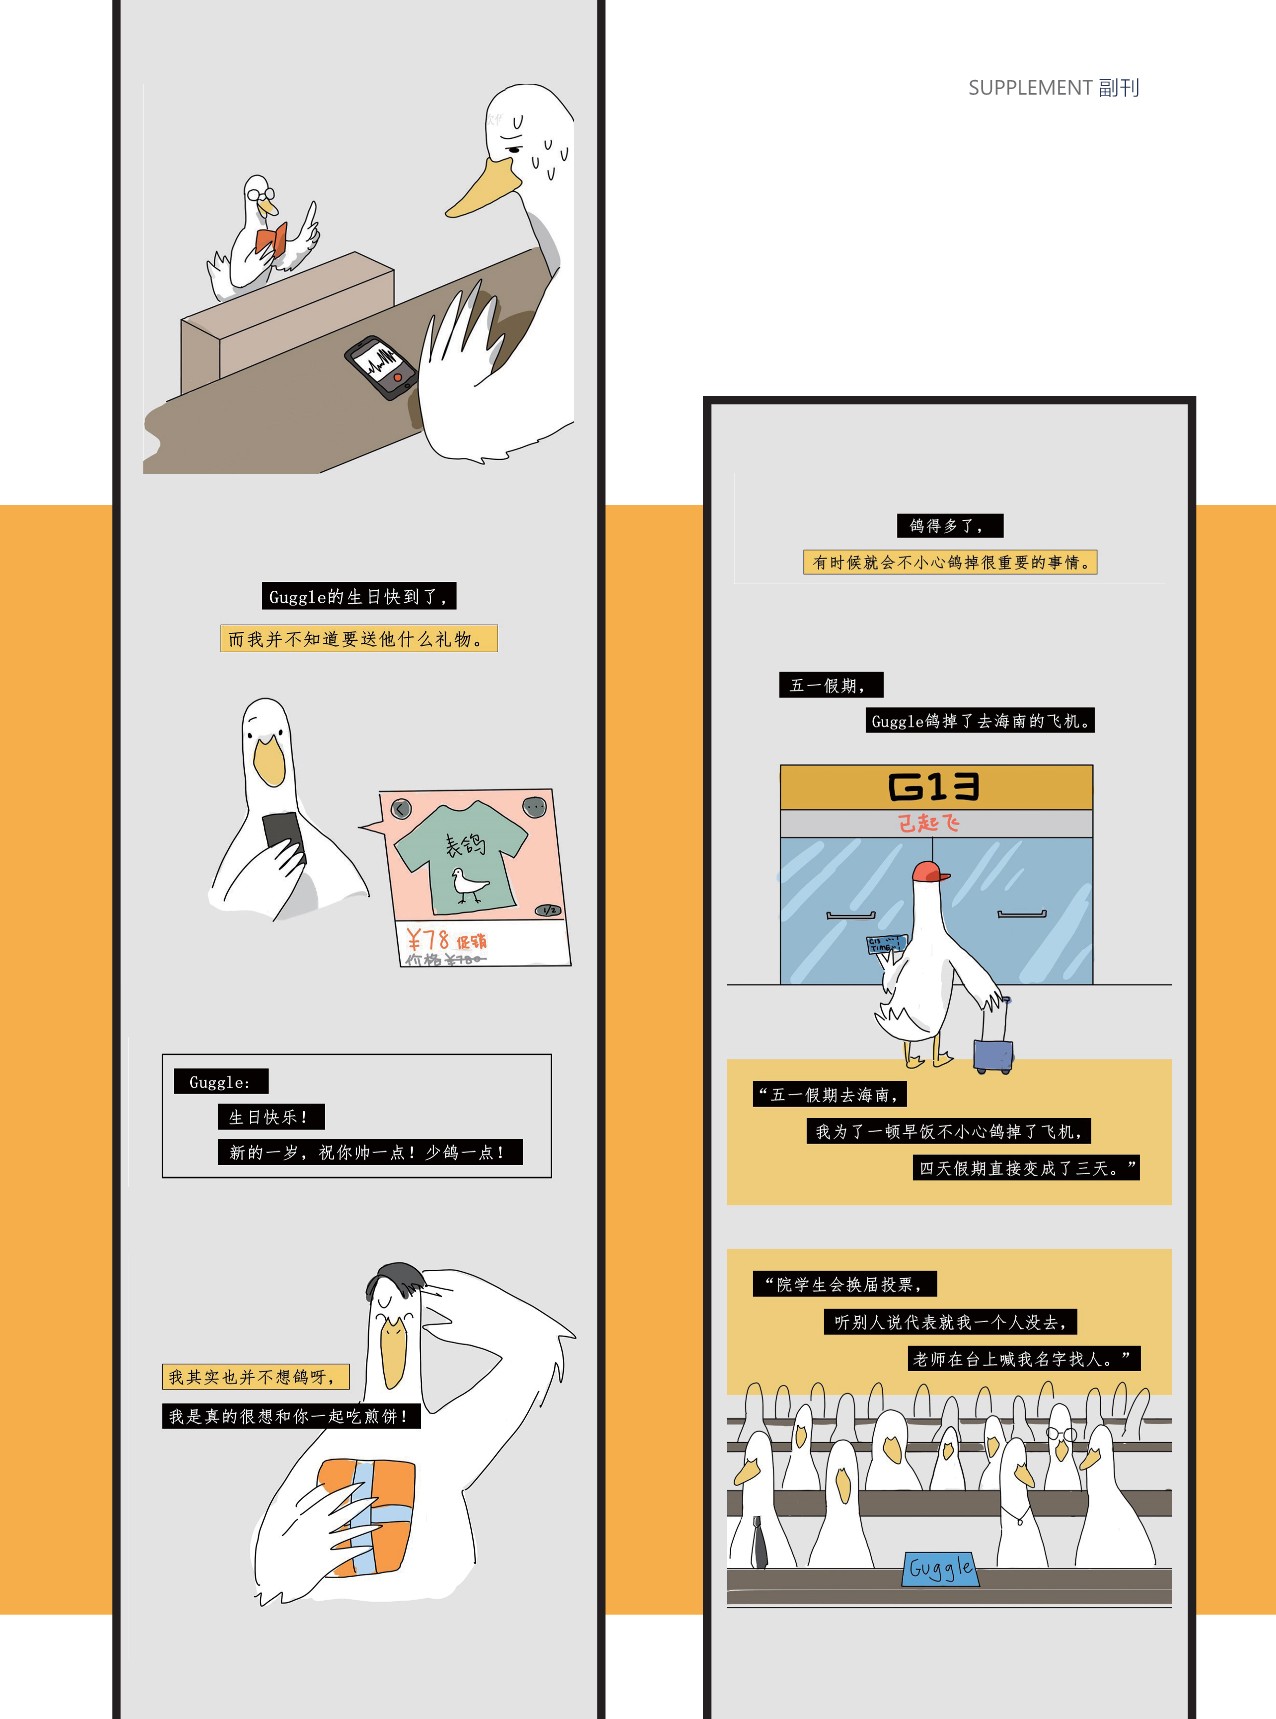 SUPPLEMENT 副刊
Guggle的生日快到了，
而我并不知道要送他什么礼物。
表鸽
1/2
¥78 促销
价格 ¥780
Guggle：
生日快乐！
新的一岁，祝你帅一点！少鸽一点！
我其实也并不想鸽呀，
我是真的很想和你一起吃煎饼！
鸽得多了，
有时候就会不小心鸽掉很重要的事情。
五一假期，
Guggle鸽掉了去海南的飞机。
G13
已起飞
G13
TIME
“五一假期去海南，
我为了一顿早饭不小心鸽掉了飞机，
四天假期直接变成了三天。”
“院学生会换届投票，
听别人说代表就我一个人没去，
老师在台上喊我名字找人。”
Guggle